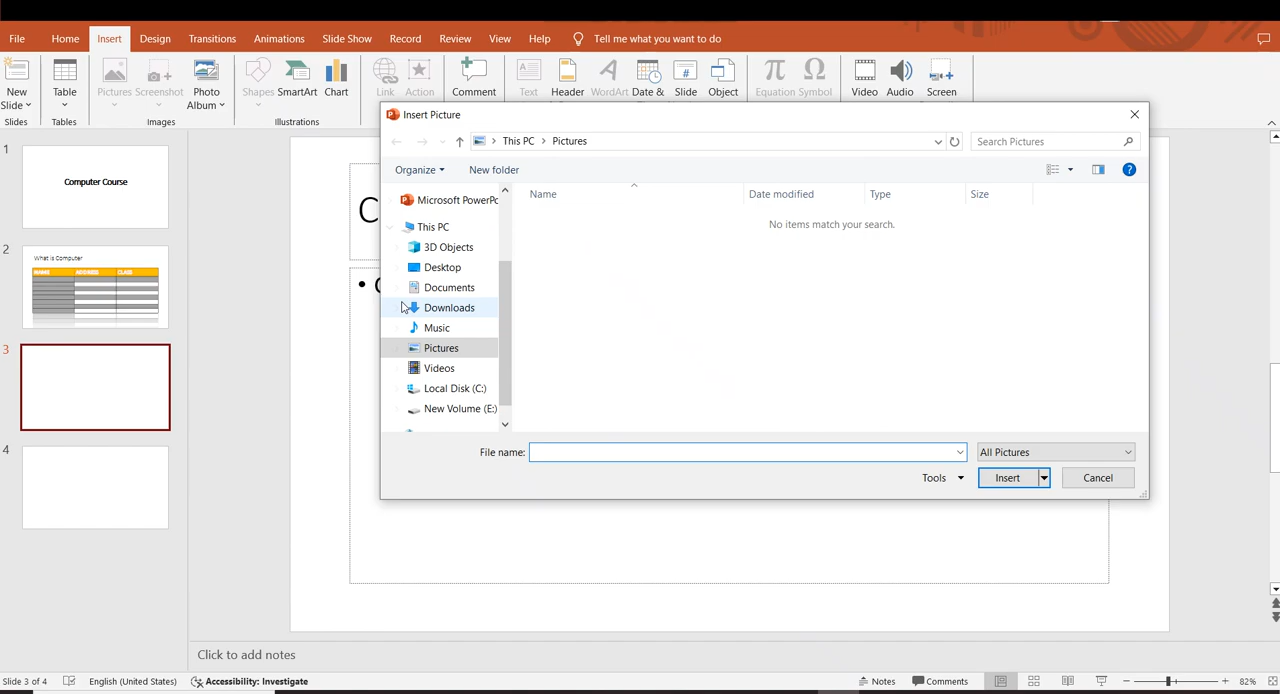 File Home Insert Design Transitions Animations Slide Show Record Review View Help Tell me what you want to do
New Slide Table Pictures Screenshot Photo Album Shapes SmartArt Chart Link Action Comment Text Header WordArt Date & Slide Object Equation Symbol Video Audio Screen
Slides Tables Images Illustrations
Insert Picture
This PC Pictures Search Pictures
Organize New folder
Name Date modified Type Size
No items match your search.
Microsoft PowerPo
This PC
3D Objects
Desktop
Documents
Downloads
Music
Pictures
Videos
Local Disk (C:)
New Volume (E:)
File name: All Pictures
Tools Insert Cancel
1
Computer Course
2
What is Computer
NAME ADDRESS CLASS
3
4
C
• C
Click to add notes
Slide 3 of 4 English (United States) Accessibility: Investigate Notes Comments 82%